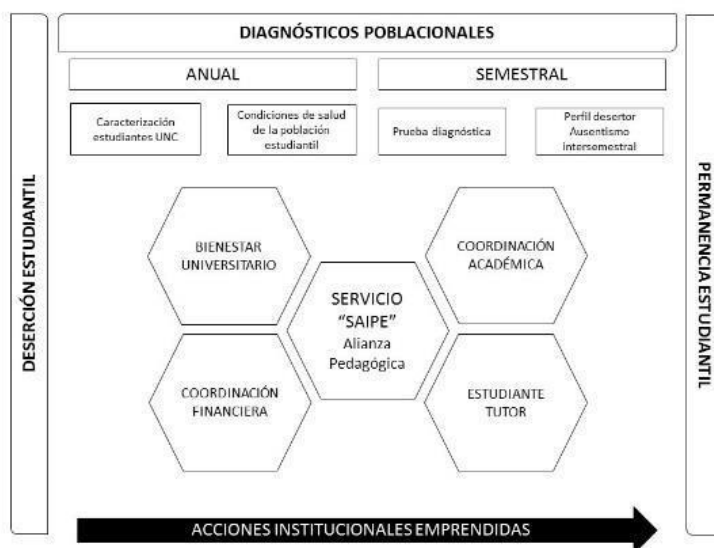 DIAGNÓSTICOS POBLACIONALES
ANUAL
SEMESTRAL
Caracterización
estudiantes UNC
Condiciones de salud
de la población
estudiantil
Prueba diagnóstica
Perfil desertor
Ausentismo
Intersemestral
DESERCIÓN ESTUDIANTIL
PERMANENCIA ESTUDIANTIL
BIENESTAR
UNIVERSITARIO
COORDINACIÓN
ACADÉMICA
SERVICIO
“SAIPE”
Alianza
Pedagógica
COORDINACIÓN
FINANCIERA
ESTUDIANTE
TUTOR
ACCIONES INSTITUCIONALES EMPRENDIDAS